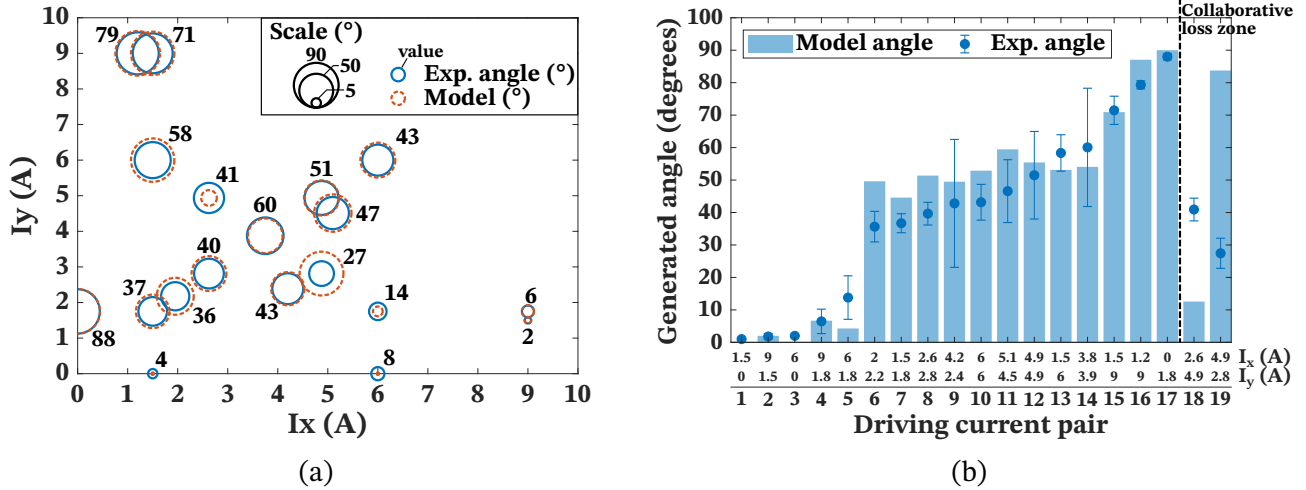 Scale (°)
90
50
5
value
Exp. angle (°)
Model (°)
79
71
58
41
43
51
47
60
40
27
37
36
43
14
6
2
88
4
8
10
9
8
7
6
5
4
3
2
1
0
Iy (A)
0 1 2 3 4 5 6 7 8 9 10
Ix (A)
(a)
Collaborative
loss zone
Model angle Exp. angle
100
90
80
70
60
50
40
30
20
10
0
Generated angle (degrees)
1.5 9 6 9 6 2 1.5 2.6 4.2 6 5.1 4.9 1.5 3.8 1.5 1.2 0 2.6 4.9 Ix (A)
0 1.5 0 1.8 1.8 2.2 1.8 2.8 2.4 6 4.5 4.9 6 3.9 9 9 1.8 4.9 2.8 Iy (A)
1 2 3 4 5 6 7 8 9 10 11 12 13 14 15 16 17 18 19
Driving current pair
(b)